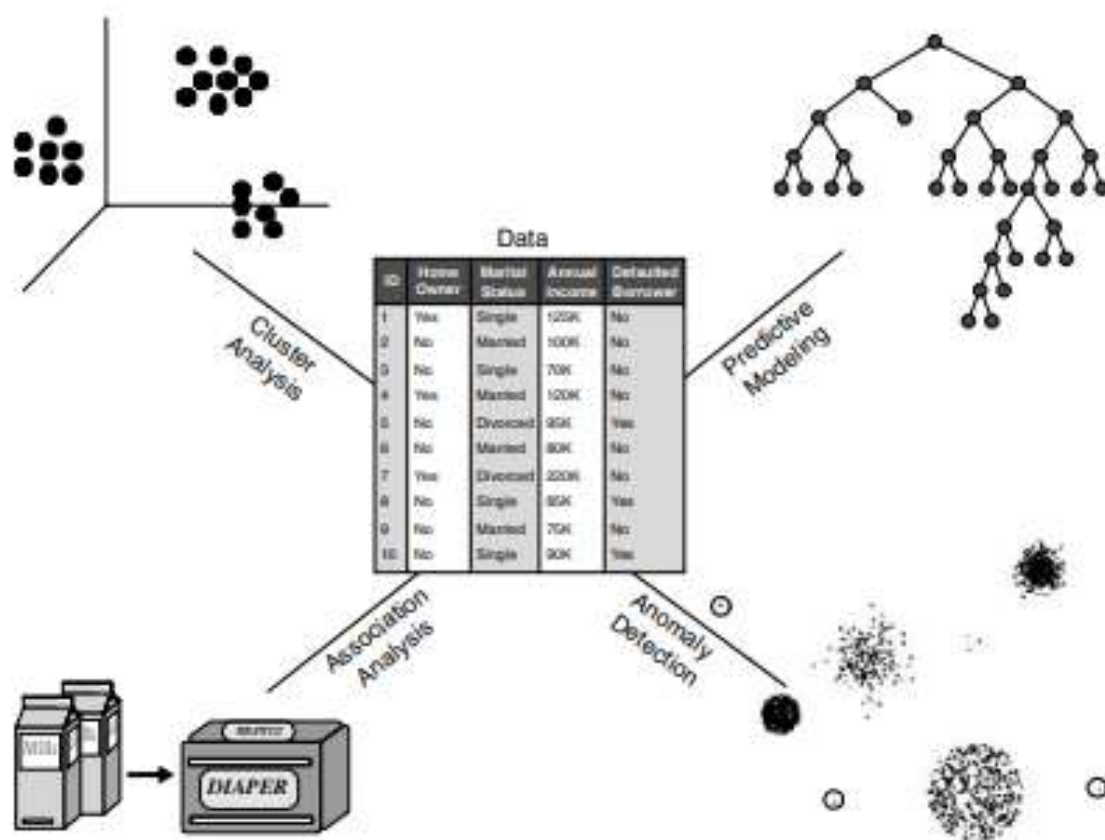 Data
ID Home Owner Marital Status Annual Income Defaulted Borrower
1 Yes Single 125K No
2 No Married 100K No
3 No Single 70K No
4 Yes Married 120K No
5 No Divorced 95K Yes
6 No Married No
7 Yes Divorced 220K No
8 No Single 85K Yes
9 No Married 75K No
10 No Single 90K Yes
Cluster
Analysis
Predictive
Modeling
Association
Analysis
Anomaly
Detection
Milk
DIAPER